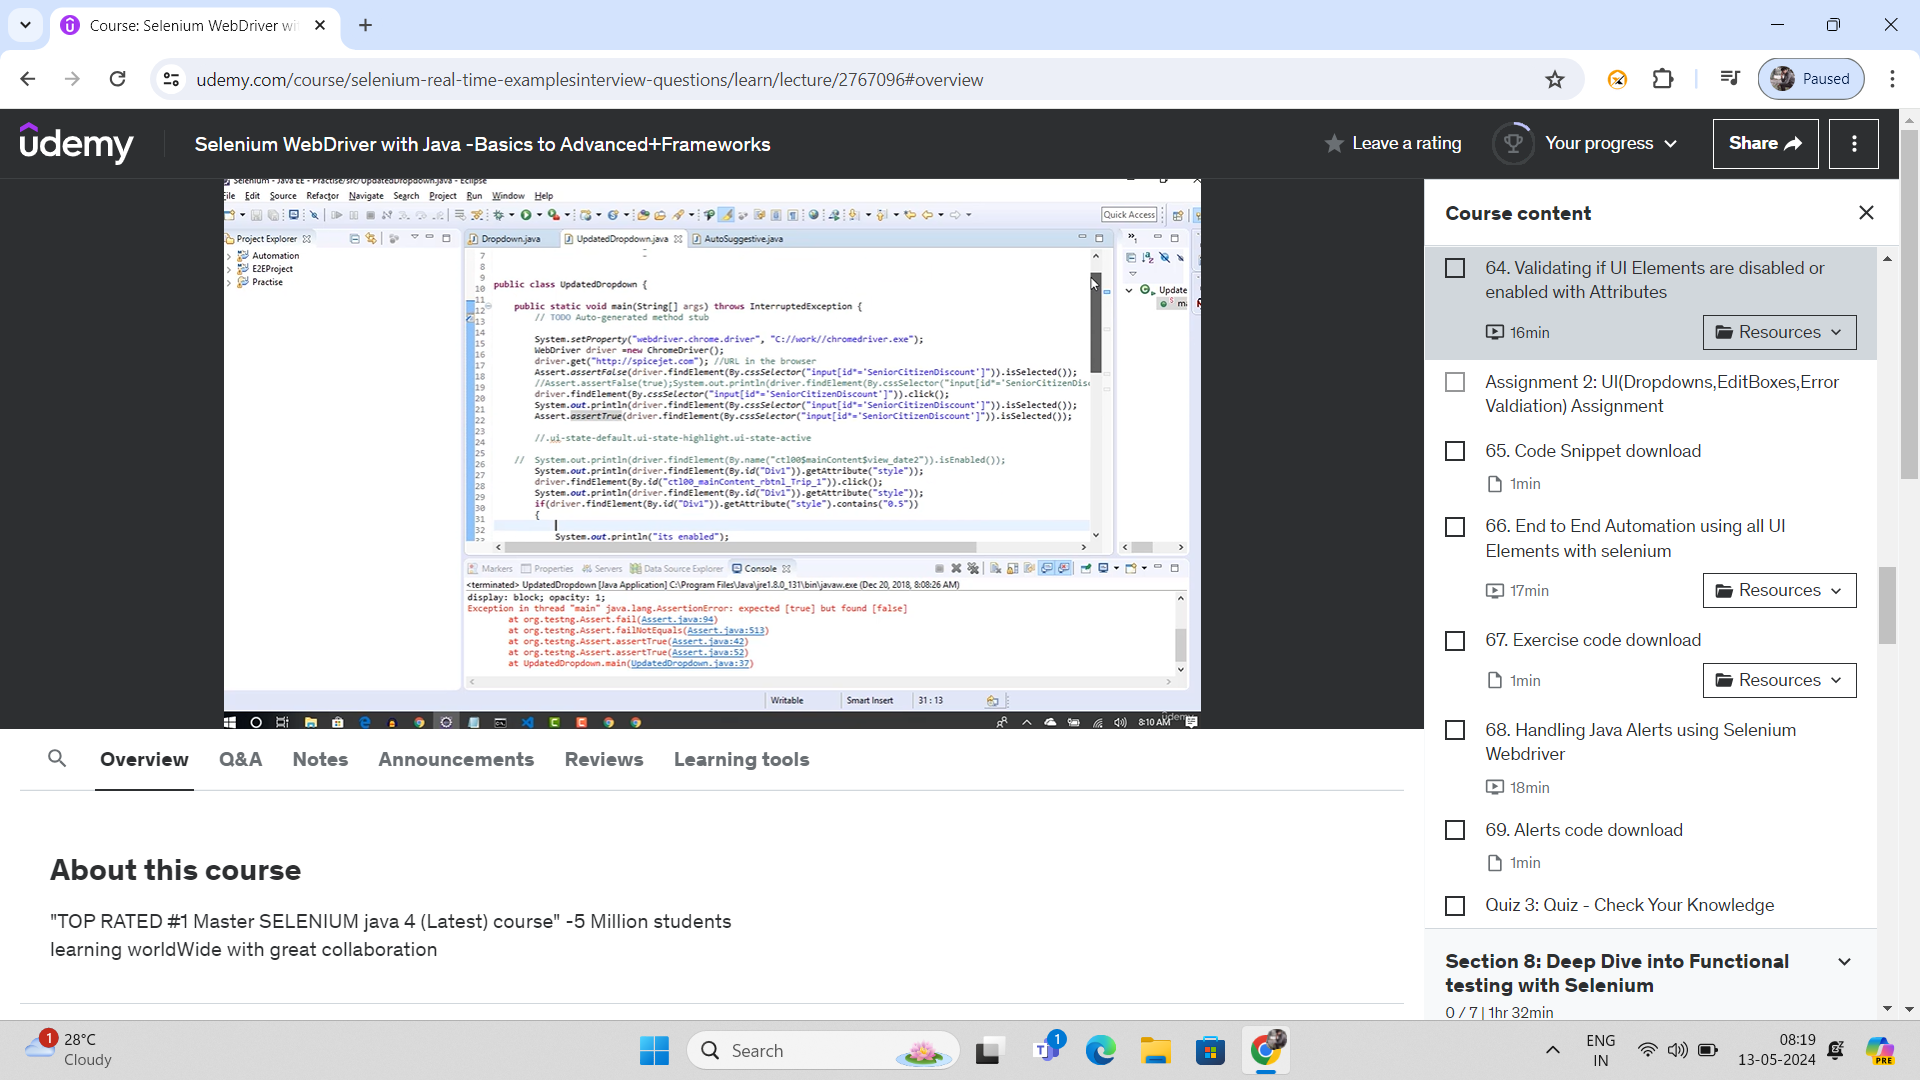 Course: Selenium WebDriver wi
udemy.com/course/selenium-real-time-examplesinterview-questions/learn/lecture/2767096#overview
Paused
udemy
Selenium WebDriver with Java -Basics to Advanced+Frameworks
Leave a rating
Your progress
Share
Selenium - Java EE - Practise/src/UpdatedDropdown.java - Eclipse
File Edit Source Refactor Navigate Search Project Run Window Help
Quick Access
Project Explorer
Dropdown.java
UpdatedDropdown.java
AutoSuggestive.java
Automation
E2EProject
Practise
public class UpdatedDropdown {
public static void main(String[] args) throws InterruptedException {
// TODO Auto-generated method stub
System.setProperty("webdriver.chrome.driver", "C://work//chromedriver.exe");
WebDriver driver =new ChromeDriver();
driver.get("http://spicejet.com"); //URL in the browser
Assert.assertFalse(driver.findElement(By.cssSelector("input[id*='SeniorCitizenDiscount']")).isSelected());
//Assert.assertFalse(true);System.out.println(driver.findElement(By.cssSelector("input[id*='SeniorCitizenDis
driver.findElement(By.cssSelector("input[id*='SeniorCitizenDiscount']")).click();
System.out.println(driver.findElement(By.cssSelector("input[id*='SeniorCitizenDiscount']")).isSelected());
Assert.assertTrue(driver.findElement(By.cssSelector("input[id*='SeniorCitizenDiscount']")).isSelected());
//.ui-state-default.ui-state-highlight.ui-state-active
// System.out.println(driver.findElement(By.name("ctl00$mainContent$view_date2")).isEnabled());
System.out.println(driver.findElement(By.id("Div1")).getAttribute("style"));
driver.findElement(By.id("ctl00_mainContent_rbtnl_Trip_1")).click();
System.out.println(driver.findElement(By.id("Div1")).getAttribute("style"));
if(driver.findElement(By.id("Div1")).getAttribute("style").contains("0.5"))
{
System.out.println("its enabled");
Update
Markers Properties Servers Data Source Explorer Console
<terminated> UpdatedDropdown [Java Application] C:\Program Files\Java\jre1.8.0_131\bin\javaw.exe (Dec 20, 2018, 8:08:26 AM)
display: block; opacity: 1;
Exception in thread "main" java.lang.AssertionError: expected [true] but found [false]
at org.testng.Assert.fail(Assert.java:94)
at org.testng.Assert.failNotEquals(Assert.java:513)
at org.testng.Assert.assertTrue(Assert.java:42)
at org.testng.Assert.assertTrue(Assert.java:52)
at UpdatedDropdown.main(UpdatedDropdown.java:37)
Writable
Smart Insert
31 : 13
8:10 AM
Course content
64. Validating if UI Elements are disabled or
enabled with Attributes
16min
Resources
Assignment 2: UI(Dropdowns,EditBoxes,Error
Valdiation) Assignment
65. Code Snippet download
1min
66. End to End Automation using all UI
Elements with selenium
17min
Resources
67. Exercise code download
1min
Resources
68. Handling Java Alerts using Selenium
Webdriver
18min
69. Alerts code download
1min
Quiz 3: Quiz - Check Your Knowledge
Section 8: Deep Dive into Functional
testing with Selenium
0 / 7 | 1hr 32min
Overview
Q&A
Notes
Announcements
Reviews
Learning tools
About this course
"TOP RATED #1 Master SELENIUM java 4 (Latest) course" -5 Million students
learning worldWide with great collaboration
1
28°C
Cloudy
Search
1
ENG
IN
08:19
13-05-2024
PRE